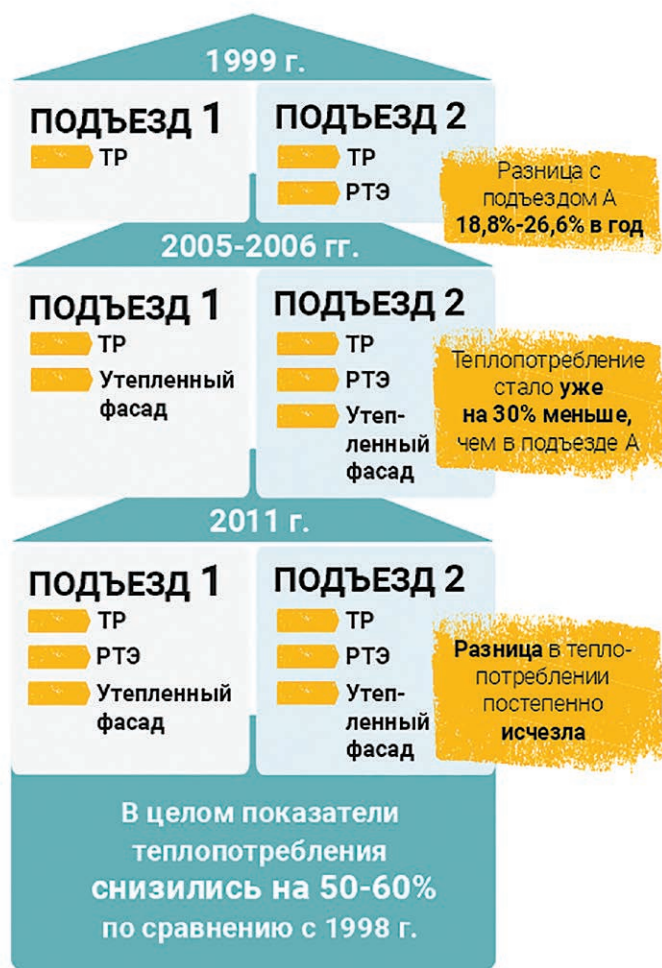 1999 г.
ПОДЪЕЗД 1
ТР
ПОДЪЕЗД 2
ТР
РТЭ
Разница с
подъездом А
18,8%-26,6% в год
2005-2006 гг.
ПОДЪЕЗД 1
ТР
Утепленный
фасад
ПОДЪЕЗД 2
ТР
РТЭ
Утеп-
ленный
фасад
Теплопотребление
стало уже
на 30% меньше,
чем в подъезде А
2011 г.
ПОДЪЕЗД 1
ТР
РТЭ
Утепленный
фасад
ПОДЪЕЗД 2
ТР
РТЭ
Утеп-
ленный
фасад
Разница в тепло-
потреблении
постепенно
исчезла
В целом показатели
теплопотребления
снизились на 50-60%
по сравнению с 1998 г.